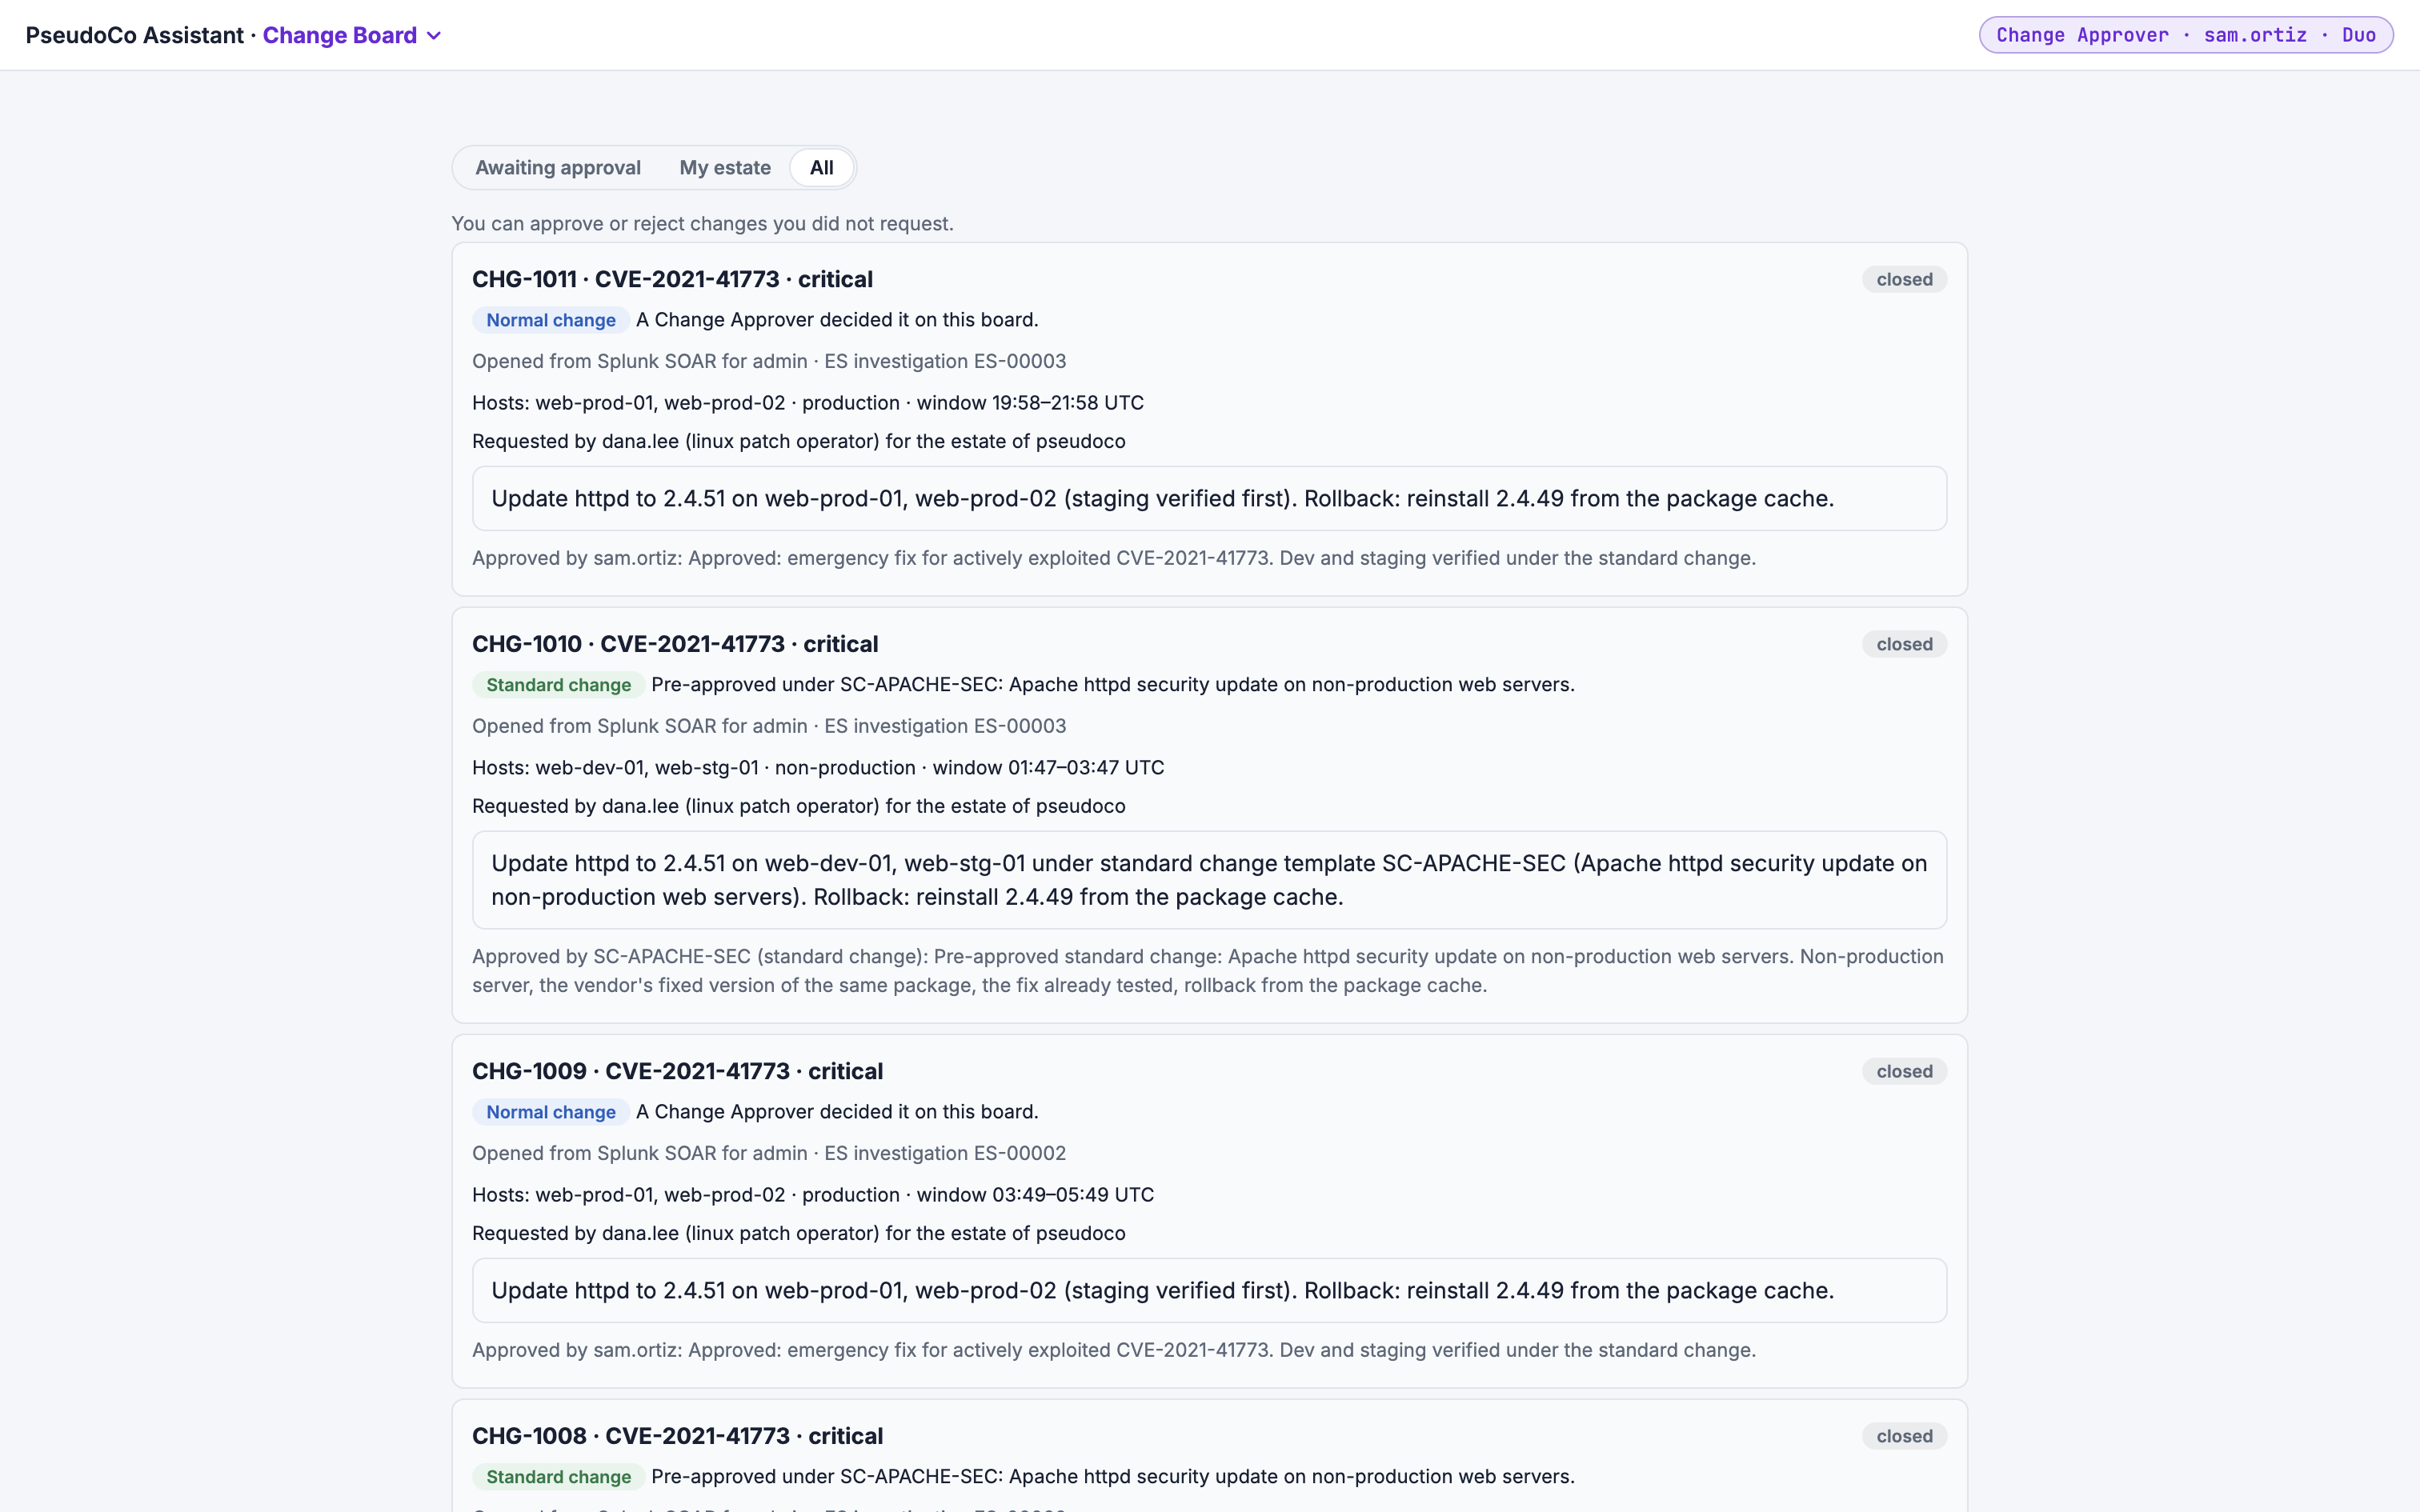 PseudoCo Assistant · Change Board
Change Approver · sam.ortiz · Duo
Awaiting approval My estate All
You can approve or reject changes you did not request.
CHG-1011 · CVE-2021-41773 · critical closed
Normal change A Change Approver decided it on this board.
Opened from Splunk SOAR for admin · ES investigation ES-00003
Hosts: web-prod-01, web-prod-02 · production · window 19:58–21:58 UTC
Requested by dana.lee (linux patch operator) for the estate of pseudoco
Update httpd to 2.4.51 on web-prod-01, web-prod-02 (staging verified first). Rollback: reinstall 2.4.49 from the package cache.
Approved by sam.ortiz: Approved: emergency fix for actively exploited CVE-2021-41773. Dev and staging verified under the standard change.
CHG-1010 · CVE-2021-41773 · critical closed
Standard change Pre-approved under SC-APACHE-SEC: Apache httpd security update on non-production web servers.
Opened from Splunk SOAR for admin · ES investigation ES-00003
Hosts: web-dev-01, web-stg-01 · non-production · window 01:47–03:47 UTC
Requested by dana.lee (linux patch operator) for the estate of pseudoco
Update httpd to 2.4.51 on web-dev-01, web-stg-01 under standard change template SC-APACHE-SEC (Apache httpd security update on
non-production web servers). Rollback: reinstall 2.4.49 from the package cache.
Approved by SC-APACHE-SEC (standard change): Pre-approved standard change: Apache httpd security update on non-production web servers. Non-production
server, the vendor's fixed version of the same package, the fix already tested, rollback from the package cache.
CHG-1009 · CVE-2021-41773 · critical closed
Normal change A Change Approver decided it on this board.
Opened from Splunk SOAR for admin · ES investigation ES-00002
Hosts: web-prod-01, web-prod-02 · production · window 03:49–05:49 UTC
Requested by dana.lee (linux patch operator) for the estate of pseudoco
Update httpd to 2.4.51 on web-prod-01, web-prod-02 (staging verified first). Rollback: reinstall 2.4.49 from the package cache.
Approved by sam.ortiz: Approved: emergency fix for actively exploited CVE-2021-41773. Dev and staging verified under the standard change.
CHG-1008 · CVE-2021-41773 · critical closed
Standard change Pre-approved under SC-APACHE-SEC: Apache httpd security update on non-production web servers.